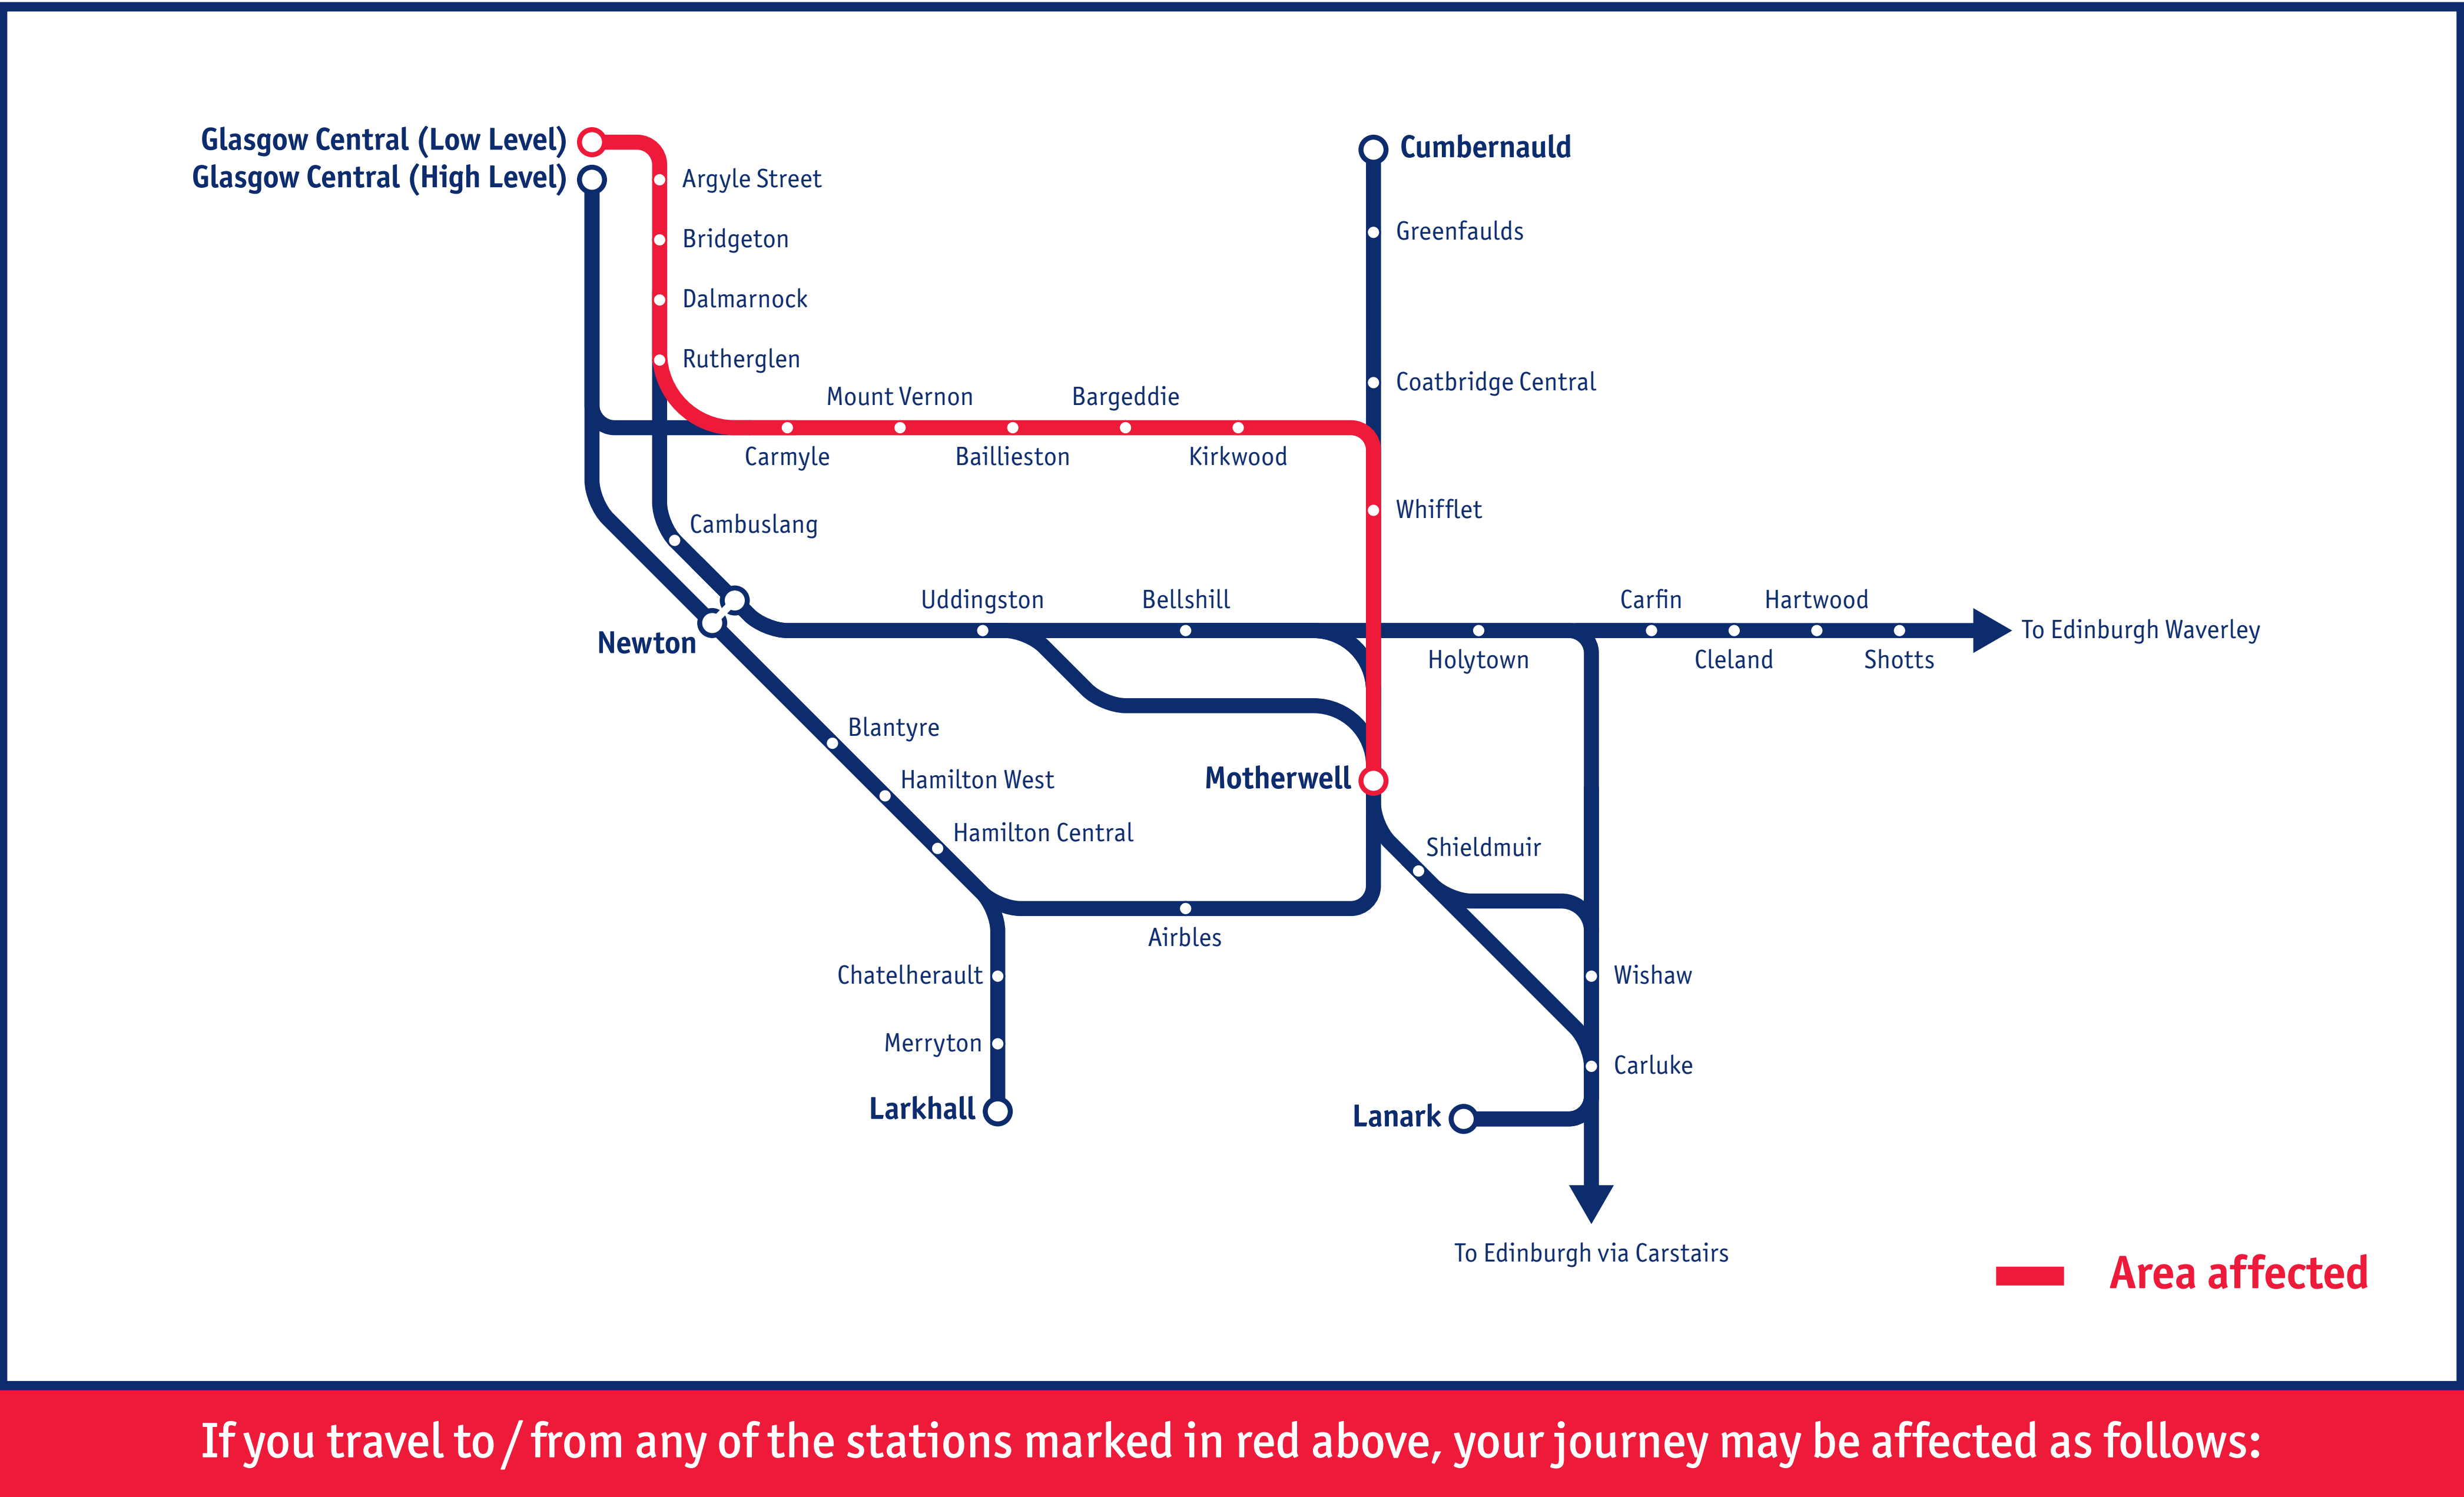 Glasgow Central (Low Level)
Glasgow Central (High Level)
Cumbernauld
Argyle Street
Greenfaulds
Bridgeton
Dalmarnock
Rutherglen
Coatbridge Central
Mount Vernon
Bargeddie
Carmyle
Baillieston
Kirkwood
Whifflet
Cambuslang
Uddingston
Bellshill
Carfin
Hartwood
To Edinburgh Waverley
Newton
Holytown
Cleland
Shotts
Blantyre
Hamilton West
Motherwell
Hamilton Central
Shieldmuir
Airbles
Chatelherault
Wishaw
Merryton
Carluke
Larkhall
Lanark
To Edinburgh via Carstairs
Area affected
If you travel to / from any of the stations marked in red above, your journey may be affected as follows: